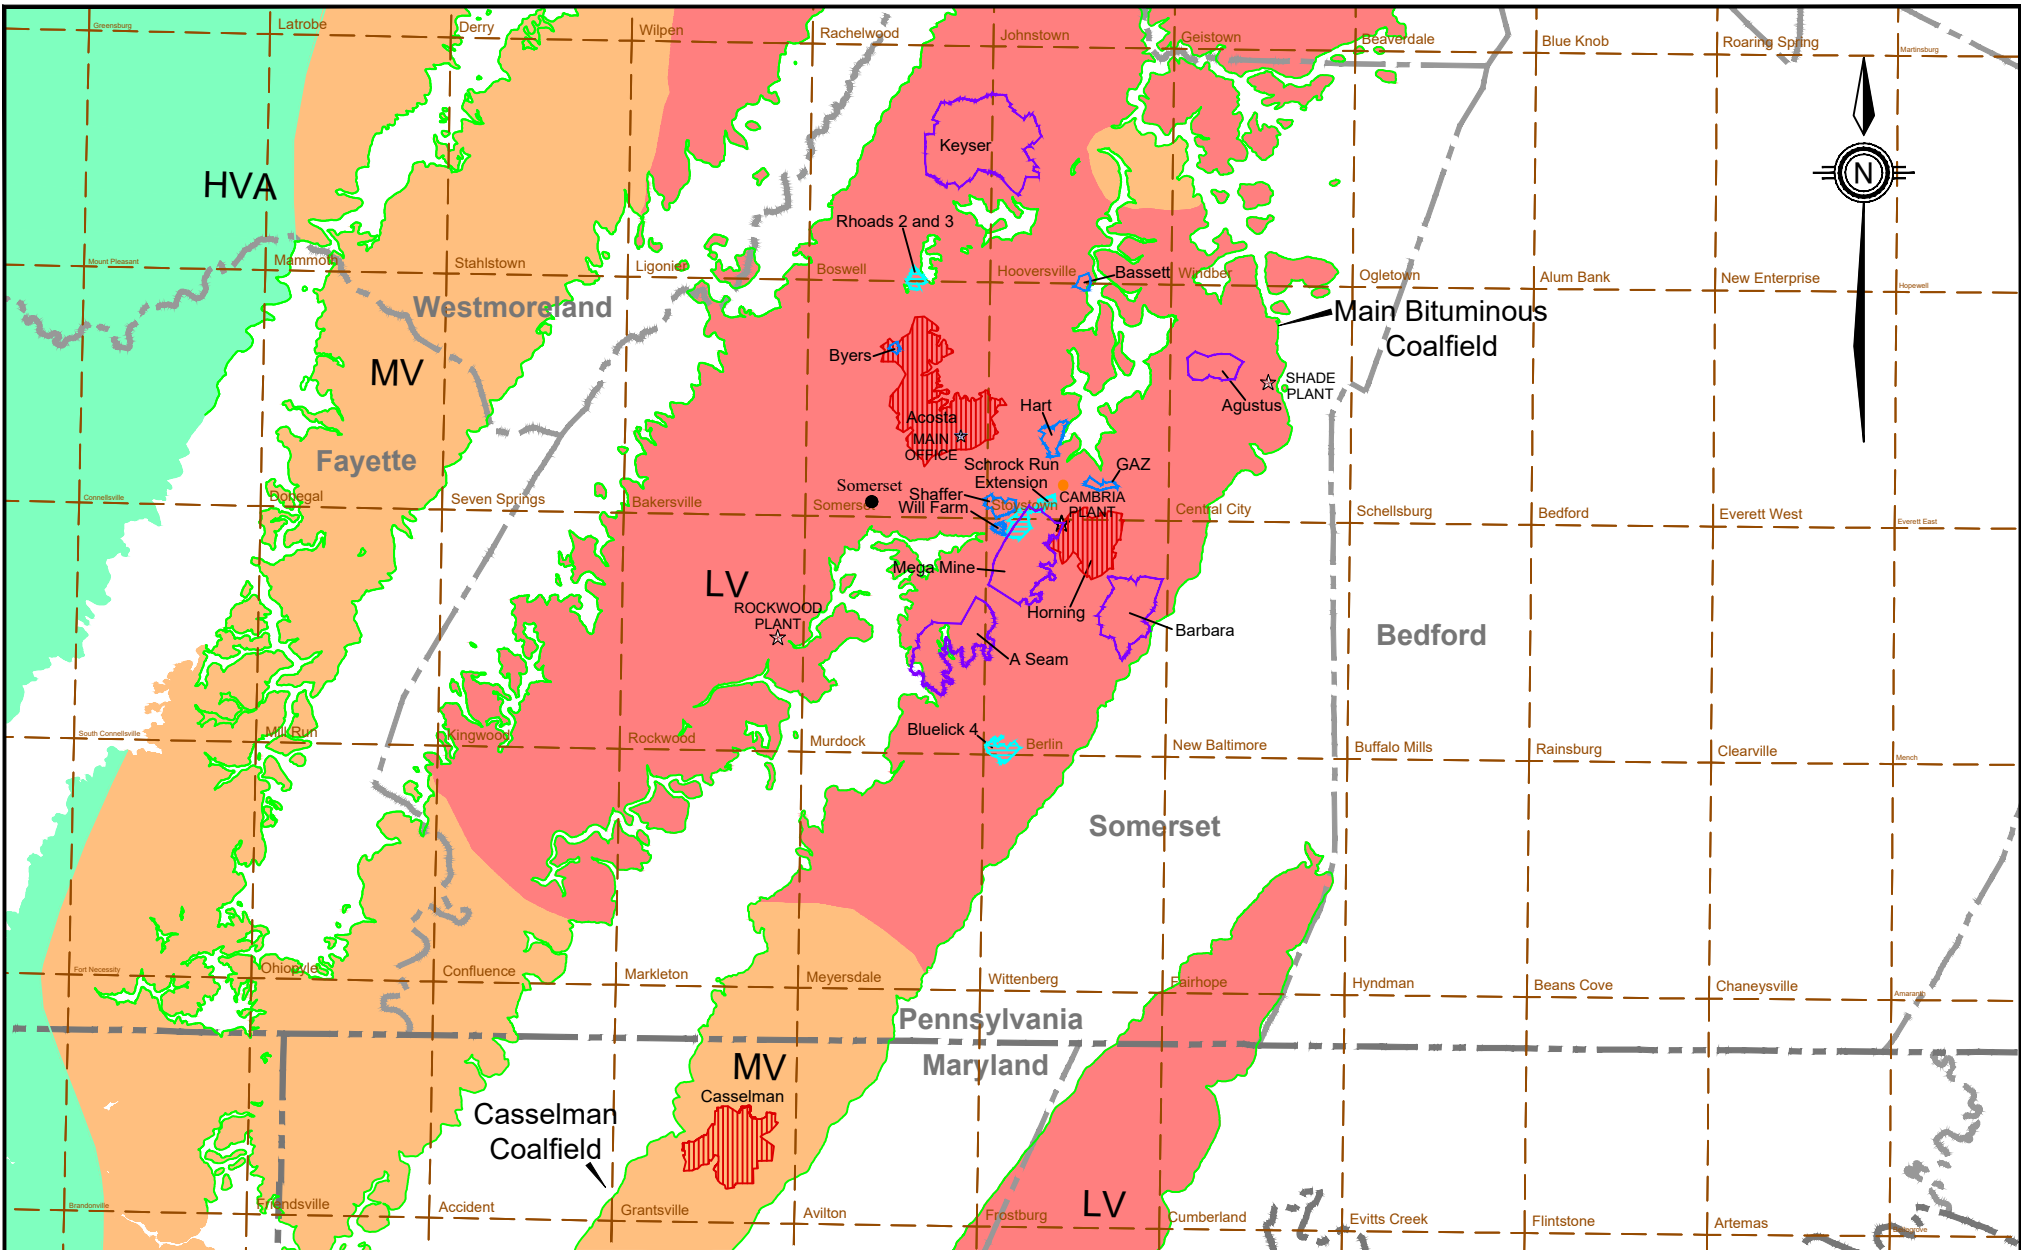 Greensburg
Latrobe
Derry
Wilpen
Rachelwood
Johnstown
Geistown
Beaverdale
Blue Knob
Roaring Spring
Martinsburg
HVA
Keyser
N
Rhoads 2 and 3
Mount Pleasant
Mammoth
Stahlstown
Ligonier
Boswell
Hooversville
Bassett
Windber
Ogletown
Alum Bank
New Enterprise
Hopewell
Westmoreland
Main Bituminous
Coalfield
MV
Byers
SHADE
PLANT
Agustus
Acosta
MAIN
OFFICE
Hart
Fayette
Schrock Run
Extension
GAZ
Somerset
Shaffer
Will Farm
CAMBRIA
PLANT
Connellsville
Donegal
Seven Springs
Bakersville
Somerset
Stoystown
Central City
Schellsburg
Bedford
Everett West
Everett East
Mega Mine
LV
ROCKWOOD
PLANT
Horning
Barbara
Bedford
A Seam
Bluelick 4
South Connellsville
Mill Run
Kingwood
Rockwood
Murdock
Berlin
New Baltimore
Buffalo Mills
Rainsburg
Clearville
Mench
Somerset
Fort Necessity
Ohiopyle
Confluence
Markleton
Meyersdale
Wittenberg
Fairhope
Hyndman
Beans Cove
Chaneysville
Amaranth
Pennsylvania
Maryland
MV
Casselman
Casselman
Coalfield
Brandonville
Friendsville
Accident
Grantsville
Avilton
Frostburg
LV
Cumberland
Evitts Creek
Flintstone
Artemas